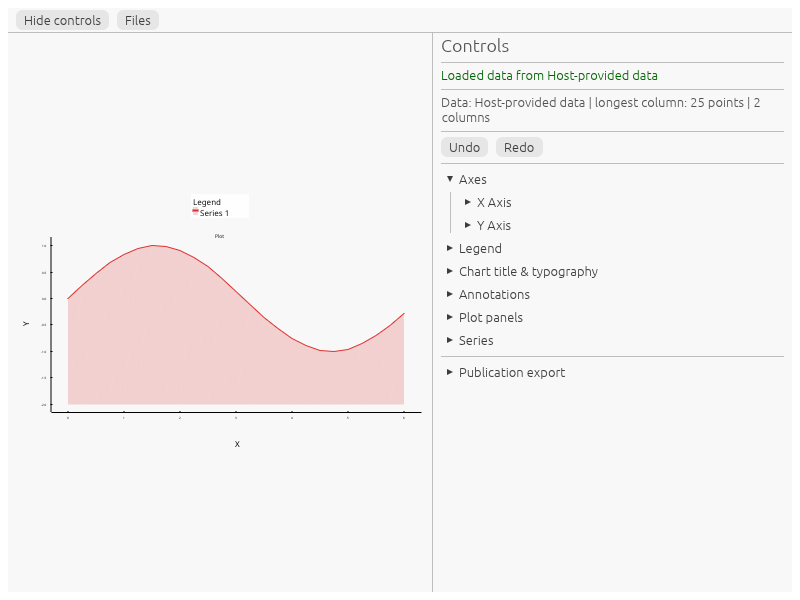 Hide controls
Files
Controls
Loaded data from Host-provided data
Data: Host-provided data | longest column: 25 points | 2
columns
Undo
Redo
Axes
X Axis
Y Axis
Legend
Chart title & typography
Annotations
Plot panels
Series
Publication export
Legend
Series 1
Plot
Y
X